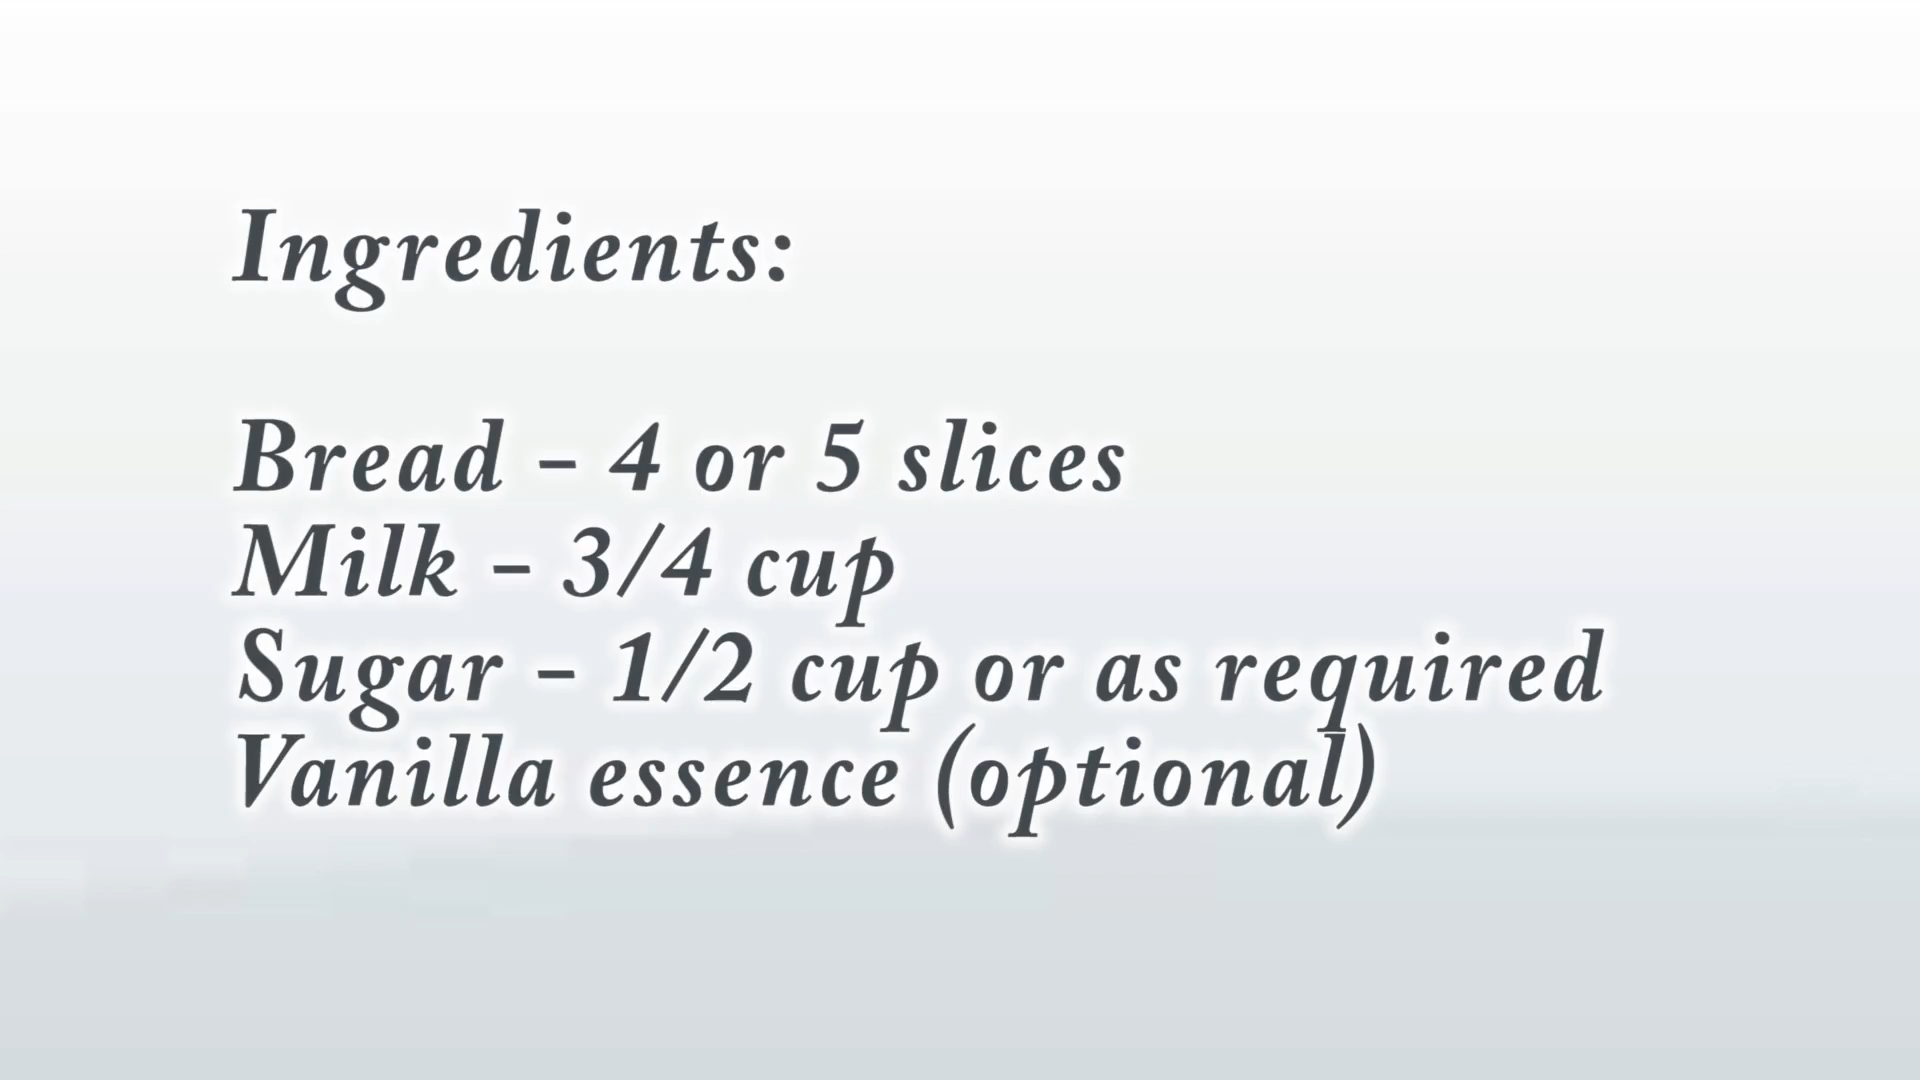 Ingredients:
Bread - 4 or 5 slices
Milk - 3/4 cup
Sugar - 1/2 cup or as required
Vanilla essence (optional)